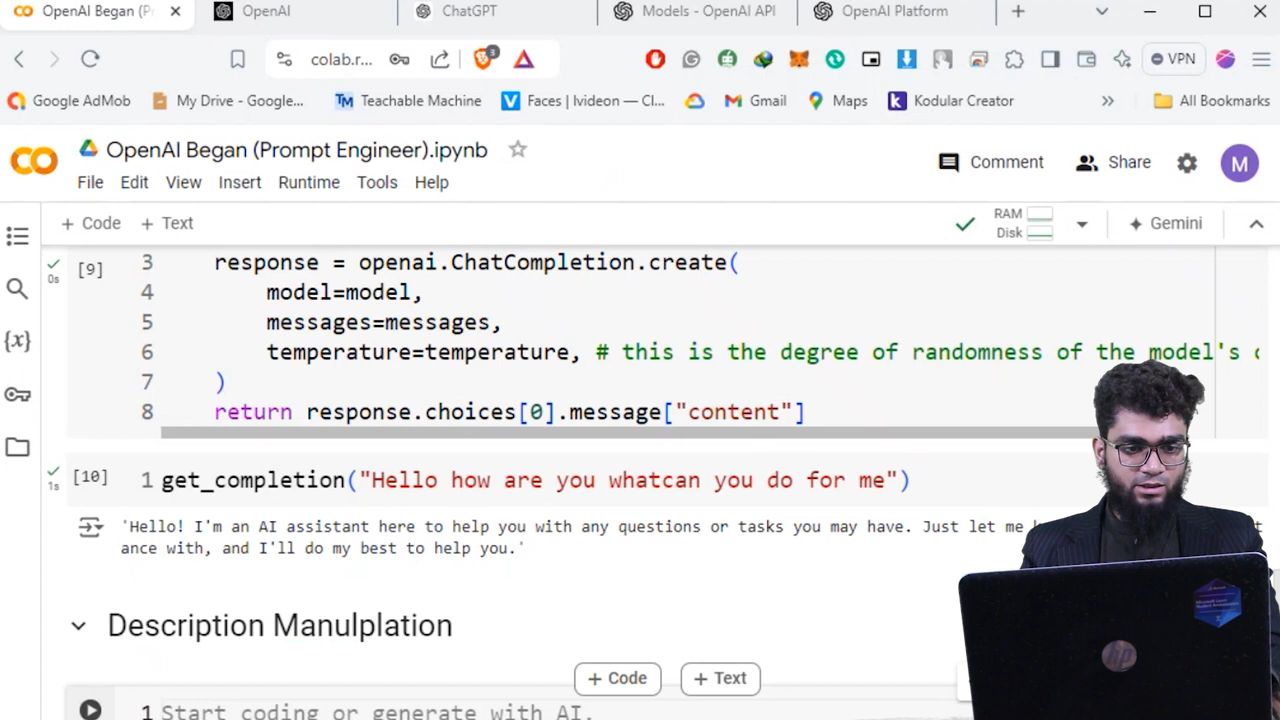 OpenAI Began (P
OpenAI
ChatGPT
Models - OpenAI API
OpenAI Platform
colab.r...
3
VPN
Google AdMob
My Drive - Google...
TM Teachable Machine
V Faces | Ivideon — Cl...
Gmail
Maps
Kodular Creator
All Bookmarks
CO OpenAI Began (Prompt Engineer).ipynb
Comment
Share
M
File Edit View Insert Runtime Tools Help
+ Code + Text
RAM
Disk
Gemini
[9]
0s
3 response = openai.ChatCompletion.create(
4 model=model,
5 messages=messages,
6 temperature=temperature, # this is the degree of randomness of the model's
7 )
8 return response.choices[0].message["content"]
[10]
1s
1 get_completion("Hello how are you whatcan you do for me")
'Hello! I'm an AI assistant here to help you with any questions or tasks you may have. Just let me
ance with, and I'll do my best to help you.'
Description Manulplation
+ Code + Text
1 Start coding or generate with AI.
hp